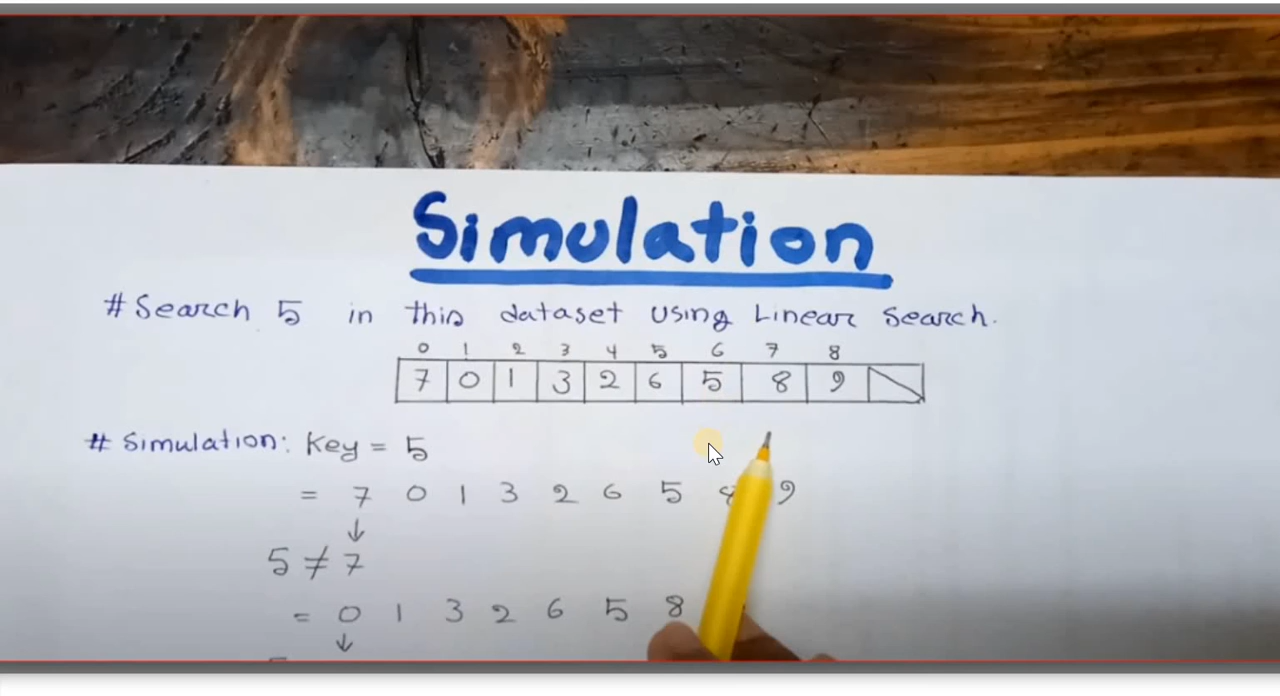 Simulation
# Search 5 in this dataset using Linear Search.
0 1 2 3 4 5 6 7 8
7 0 1 3 2 6 5 8 9
# Simulation: Key = 5
= 7 0 1 3 2 6 5 8 9
↓
5 ≠ 7
= 0 1 3 2 6 5 8
↓